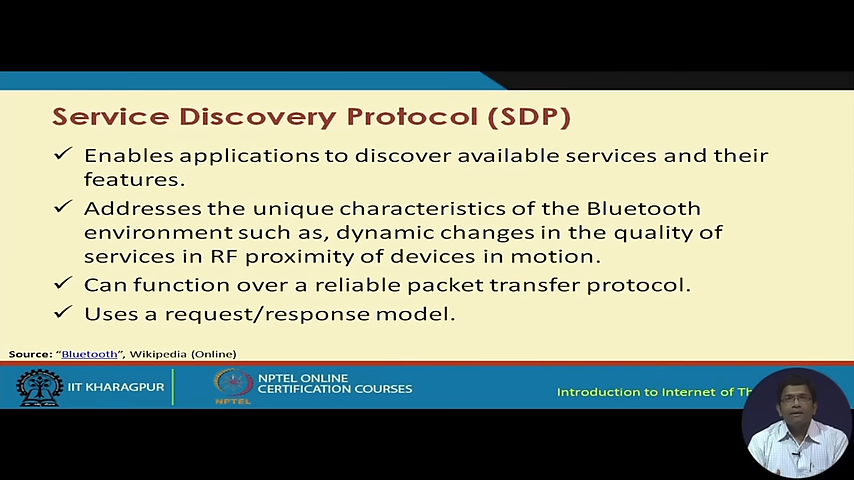 Service Discovery Protocol (SDP)
✓ Enables applications to discover available services and their
features.
✓ Addresses the unique characteristics of the Bluetooth
environment such as, dynamic changes in the quality of
services in RF proximity of devices in motion.
✓ Can function over a reliable packet transfer protocol.
✓ Uses a request/response model.
Source: "Bluetooth", Wikipedia (Online)
IIT KHARAGPUR
NPTEL ONLINE
CERTIFICATION COURSES
NPTEL
Introduction to Internet of Th